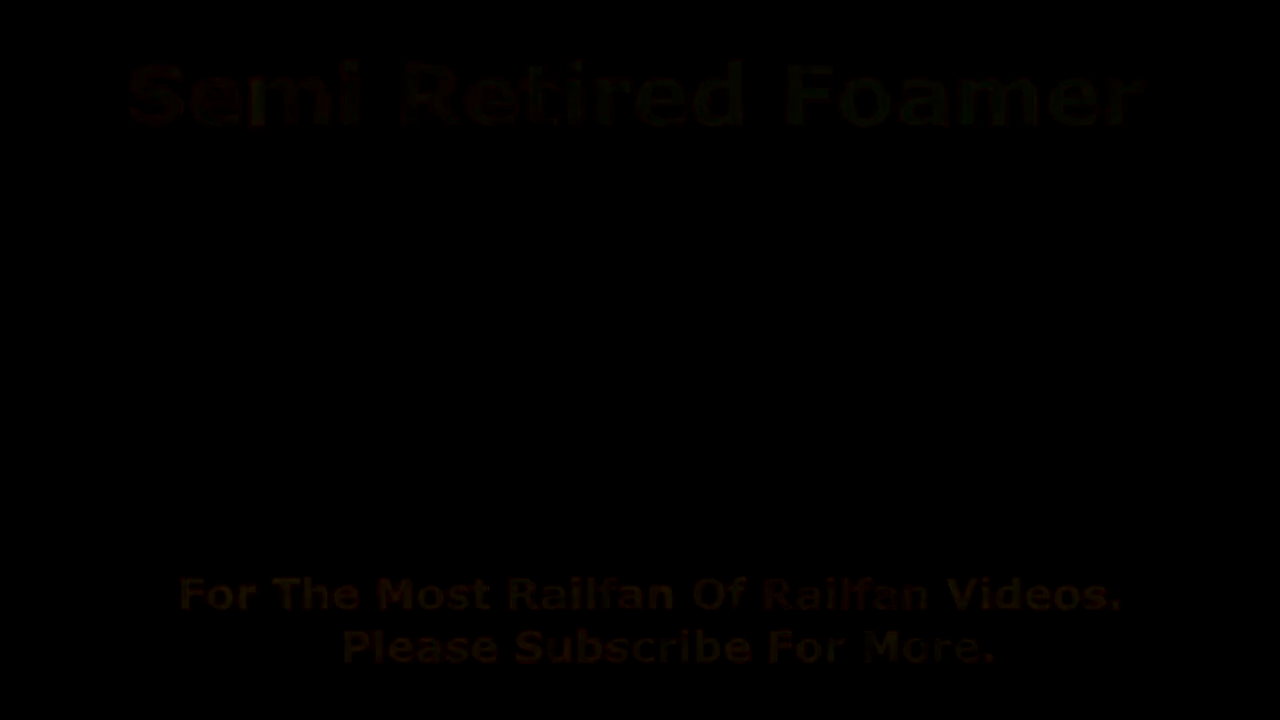 Semi Retired Foamer
For The Most Railfan Of Railfan Videos.
Please Subscribe For More.